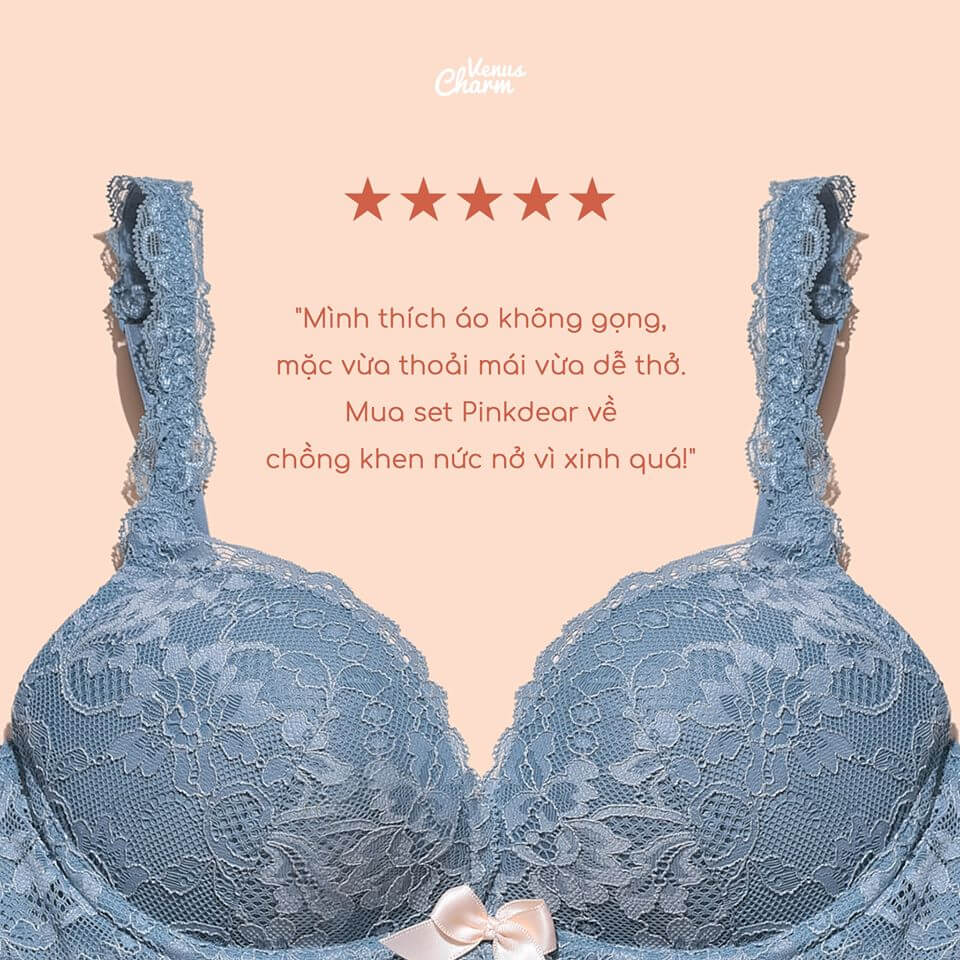 Venus
Charm
"Mình thích áo không gọng,
mặc vừa thoải mái vừa dễ thở.
Mua set Pinkdear về
chồng khen nức nở vì xinh quá!"